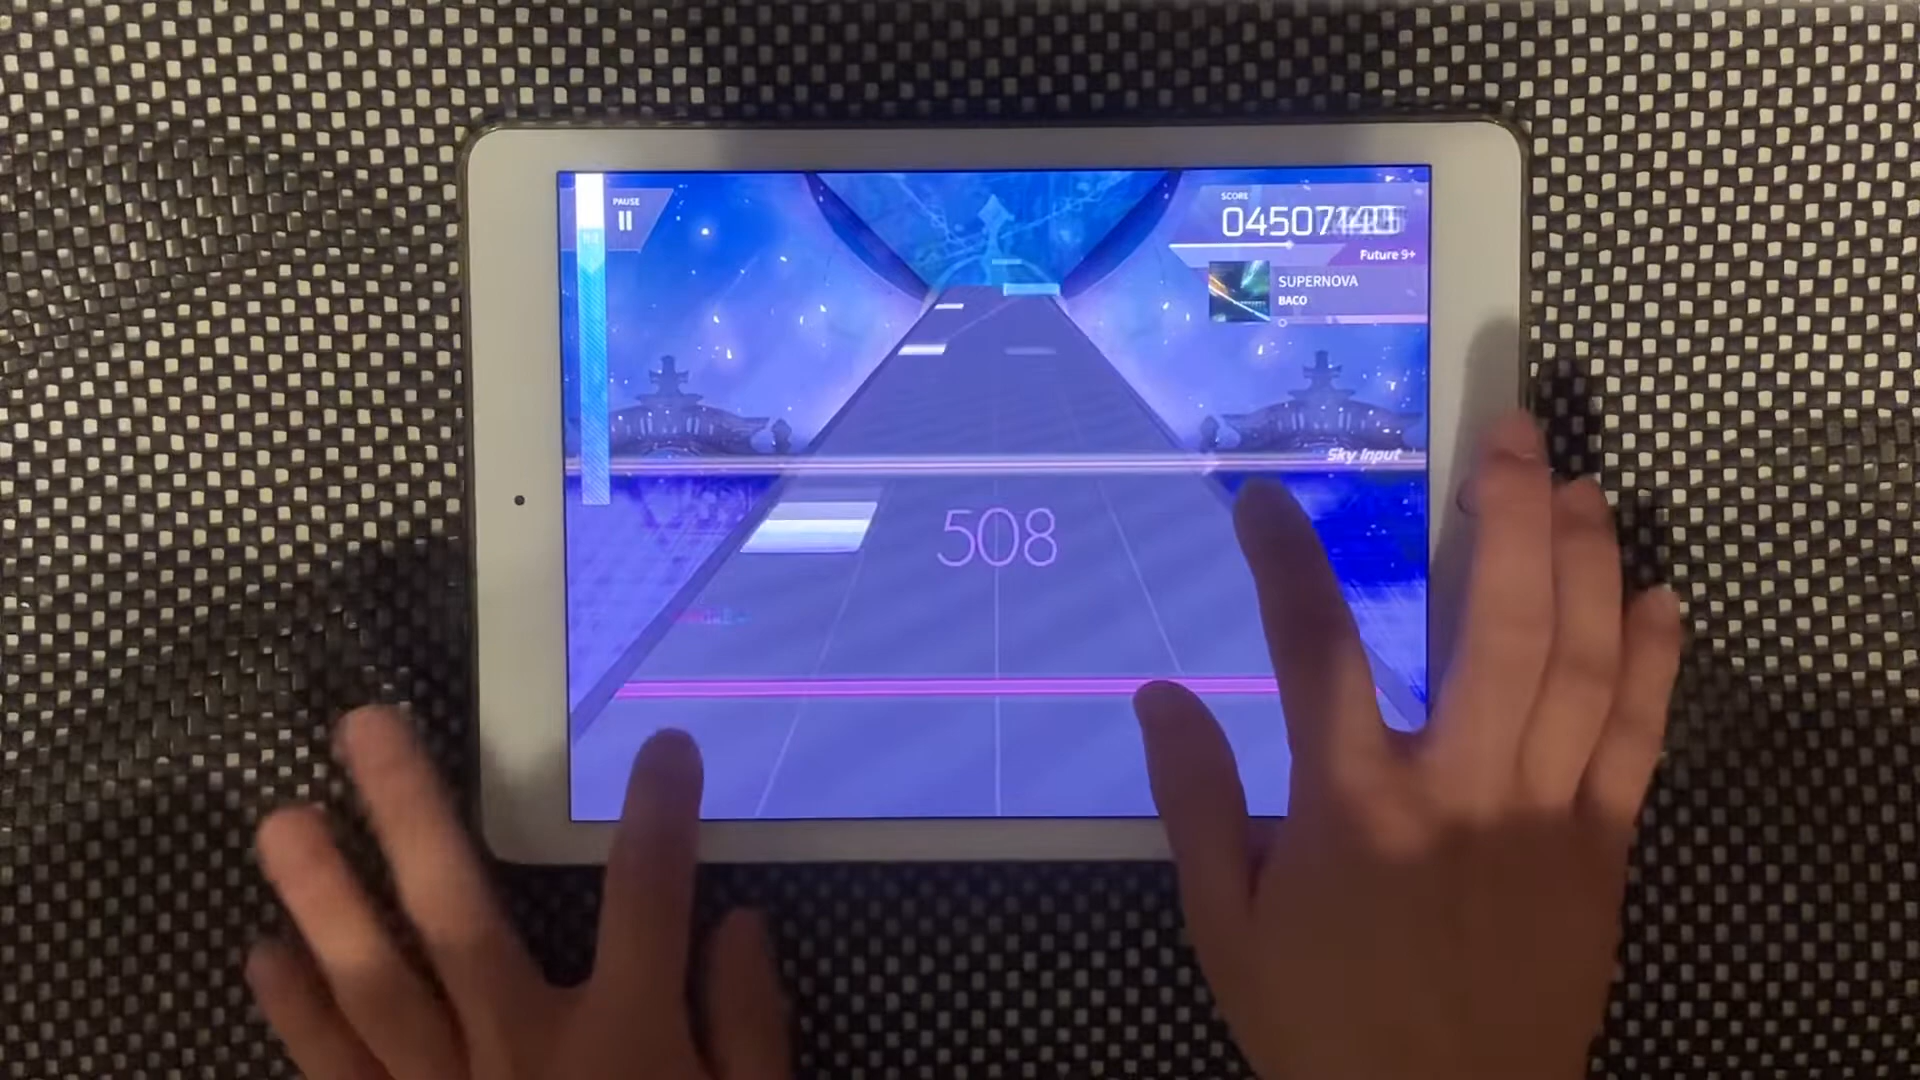 PAUSE
SCORE
Future 9+
SUPERNOVA
BACO
Sky Input
508